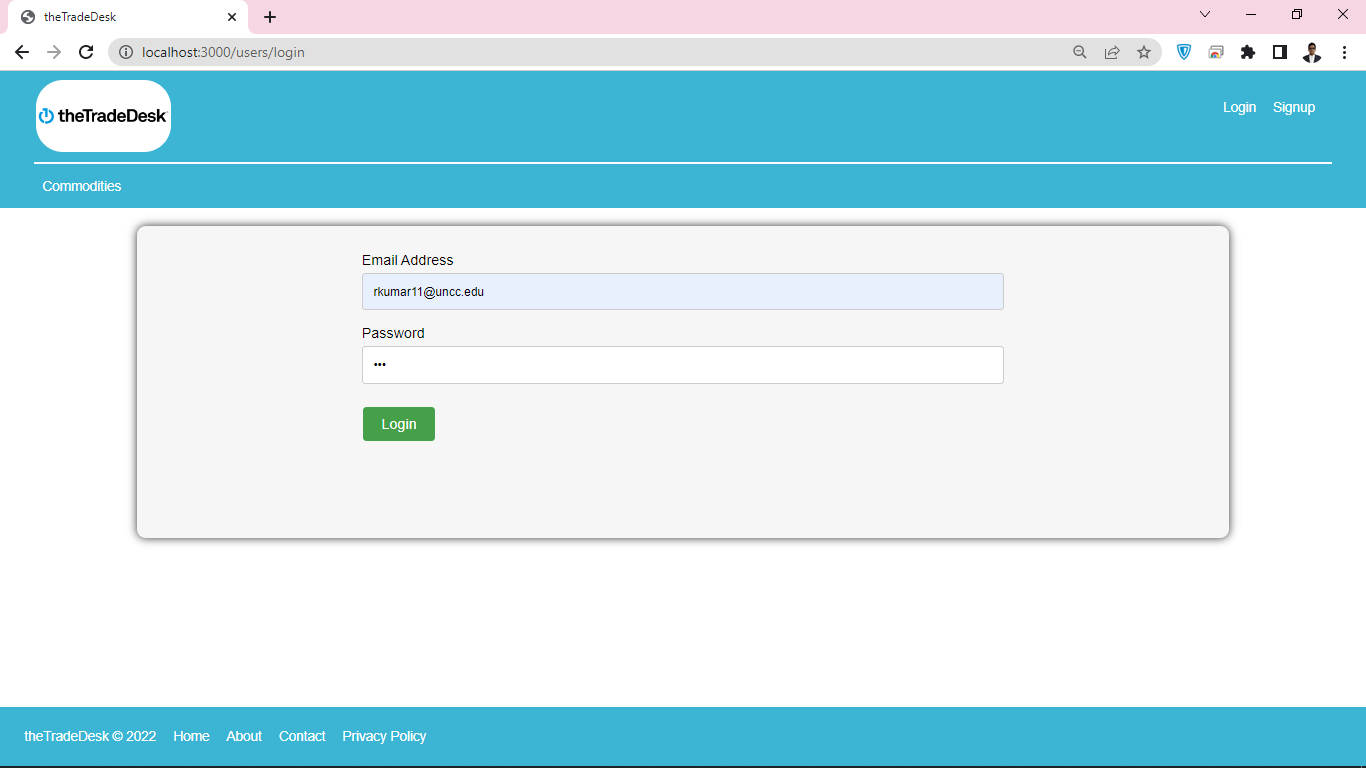 theTradeDesk
localhost:3000/users/login
theTradeDesk
Login Signup
Commodities
Email Address
rkumar11@uncc.edu
Password
•••
Login
theTradeDesk © 2022 Home About Contact Privacy Policy